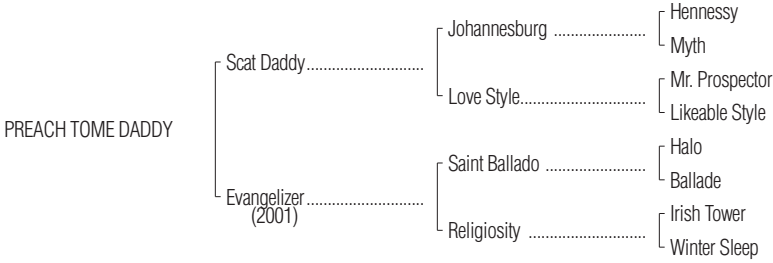 Hennessy
Johannesburg ....................
Myth
Scat Daddy..........................
Mr. Prospector
Love Style...........................
Likeable Style
PREACH TOME DADDY
Halo
Saint Ballado ......................
Ballade
Evangelizer..........................
(2001)
Irish Tower
Religiosity .........................
Winter Sleep